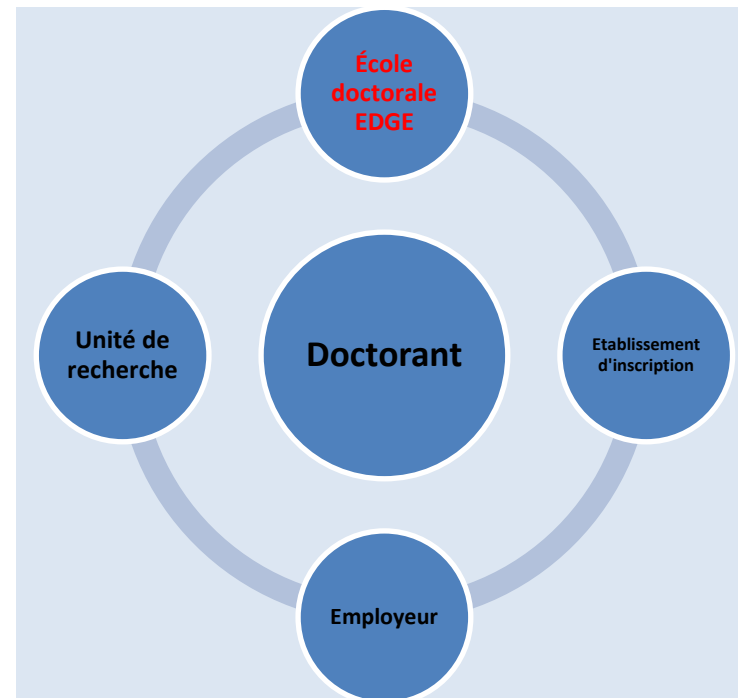 École
doctorale
EDGE
Unité de
recherche
Doctorant
Etablissement
d'inscription
Employeur